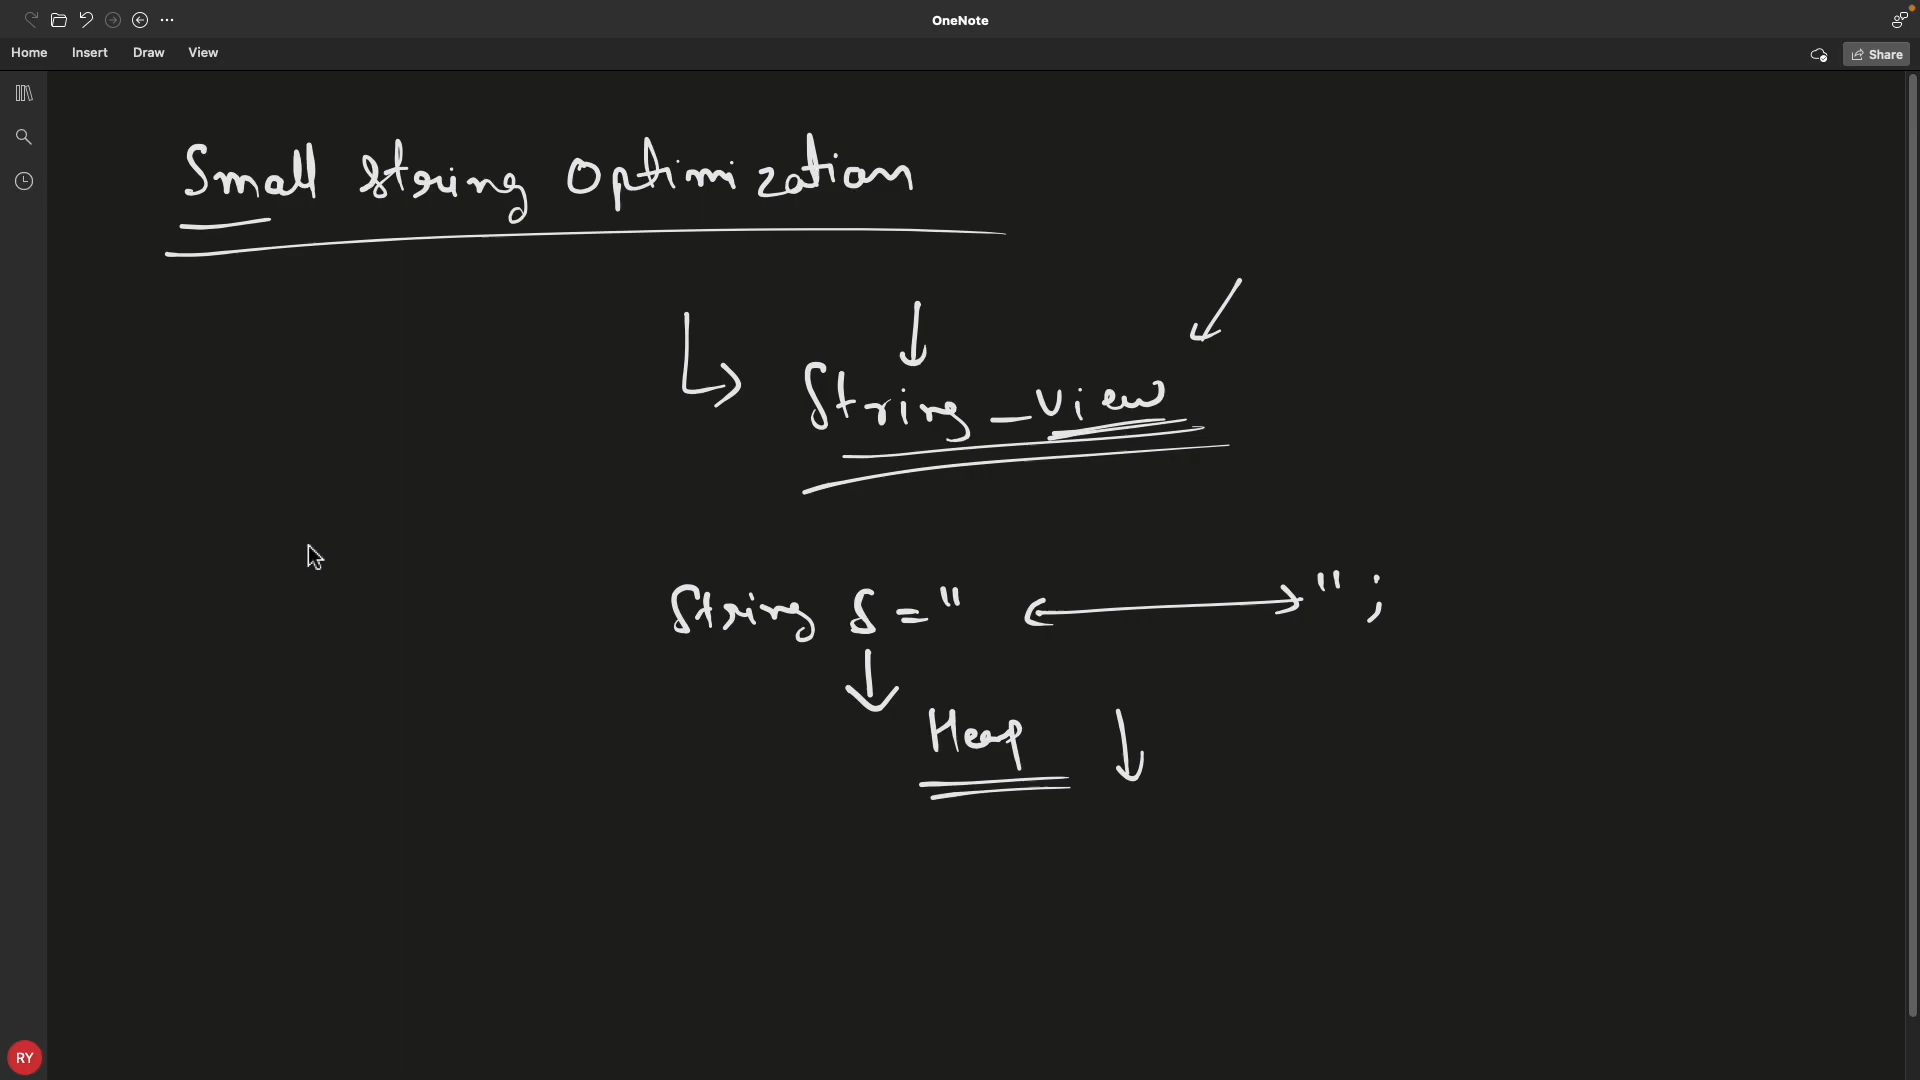 OneNote
Home Insert Draw View
Share
Small String Optimization
String_view
String S = " ";
Heap
RY